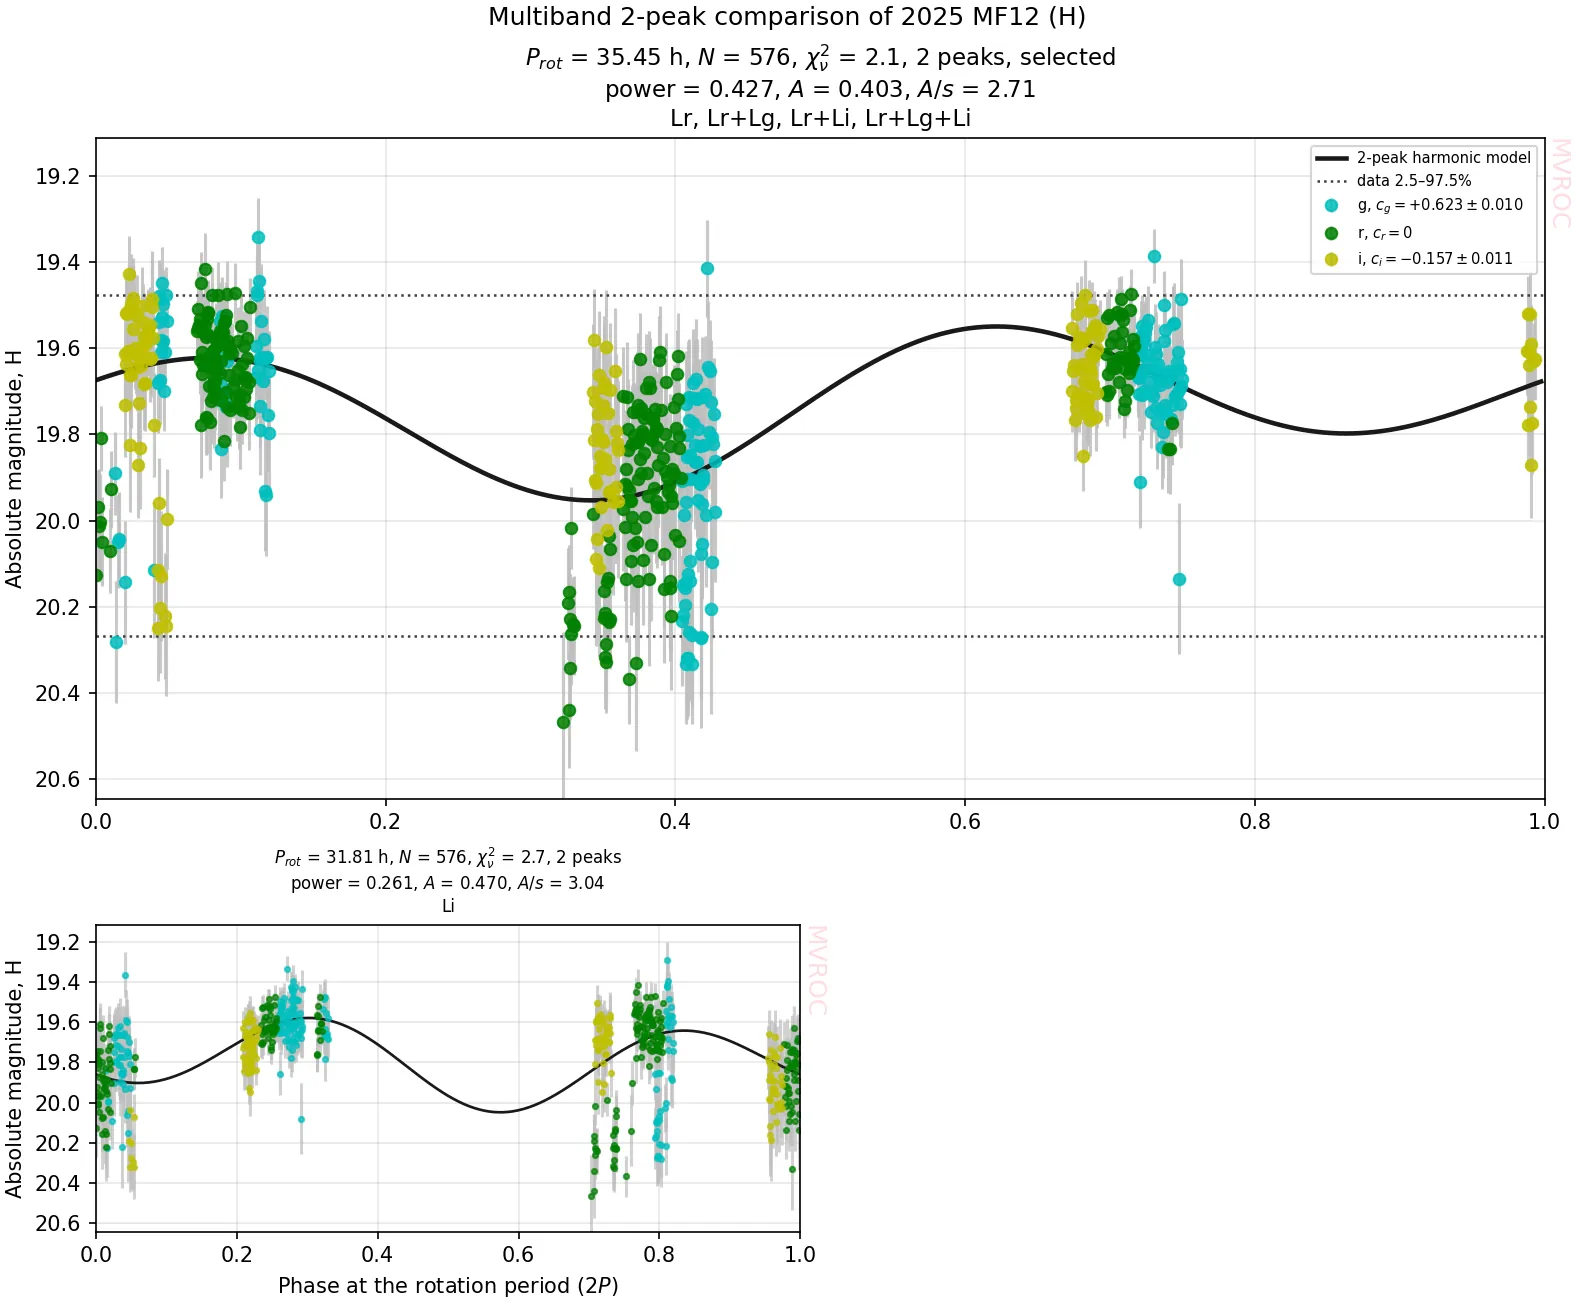 Multiband 2-peak comparison of 2025 MF12 (H)
P_rot = 35.45 h, N = 576, χ²_ν = 2.1, 2 peaks, selected
power = 0.427, A = 0.403, A/s = 2.71
Lr, Lr+Lg, Lr+Li, Lr+Lg+Li
MVROC
2-peak harmonic model
data 2.5–97.5%
g, c_g = +0.623 ± 0.010
r, c_r = 0
i, c_i = −0.157 ± 0.011
Absolute magnitude, H
19.2
19.4
19.6
19.8
20.0
20.2
20.4
20.6
0.0 0.2 0.4 0.6 0.8 1.0
P_rot = 31.81 h, N = 576, χ²_ν = 2.7, 2 peaks
power = 0.261, A = 0.470, A/s = 3.04
Li
MVROC
Absolute magnitude, H
19.2
19.4
19.6
19.8
20.0
20.2
20.4
20.6
0.0 0.2 0.4 0.6 0.8 1.0
Phase at the rotation period (2P)